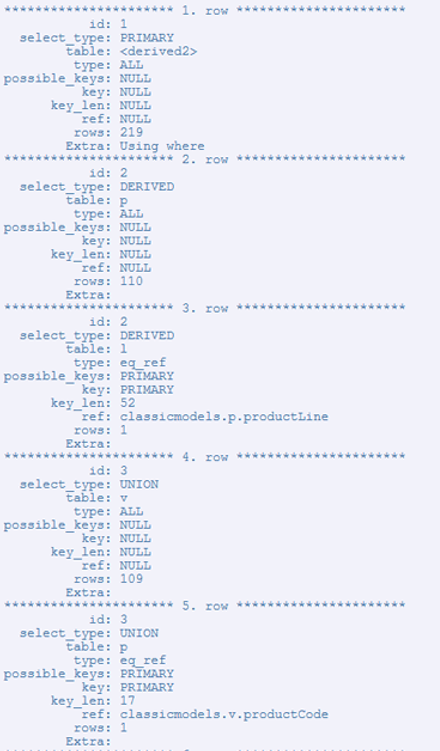 ********************** 1. row **********************
id: 1
select_type: PRIMARY
table: <derived2>
type: ALL
possible_keys: NULL
key: NULL
key_len: NULL
ref: NULL
rows: 219
Extra: Using where
********************** 2. row **********************
id: 2
select_type: DERIVED
table: p
type: ALL
possible_keys: NULL
key: NULL
key_len: NULL
ref: NULL
rows: 110
Extra:
********************** 3. row **********************
id: 2
select_type: DERIVED
table: l
type: eq_ref
possible_keys: PRIMARY
key: PRIMARY
key_len: 52
ref: classicmodels.p.productLine
rows: 1
Extra:
********************** 4. row **********************
id: 3
select_type: UNION
table: v
type: ALL
possible_keys: NULL
key: NULL
key_len: NULL
ref: NULL
rows: 109
Extra:
********************** 5. row **********************
id: 3
select_type: UNION
table: p
type: eq_ref
possible_keys: PRIMARY
key: PRIMARY
key_len: 17
ref: classicmodels.v.productCode
rows: 1
Extra: